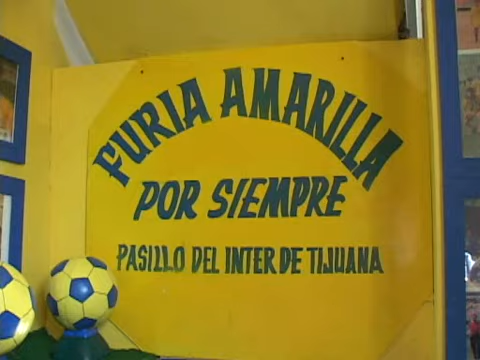 FURIA AMARILLA
POR SIEMPRE
PASILLO DEL INTER DE TIJUANA